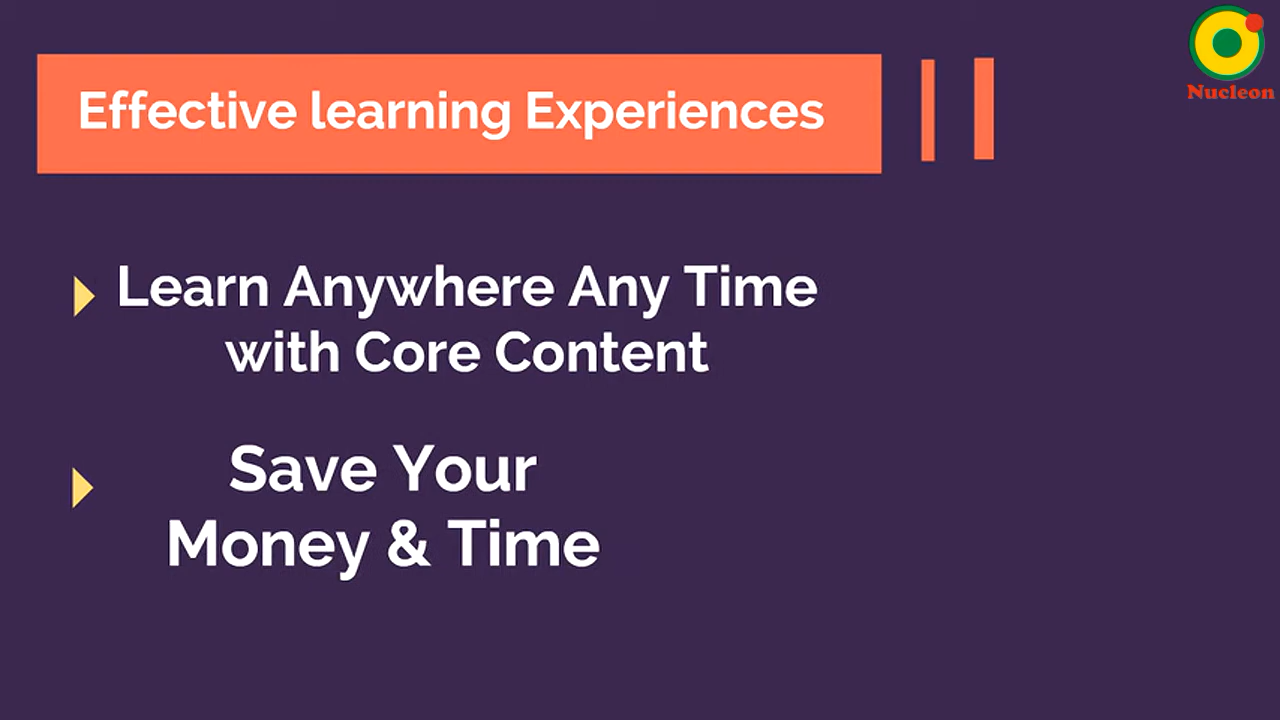 Nucleon
Effective learning Experiences
Learn Anywhere Any Time
with Core Content
Save Your
Money & Time